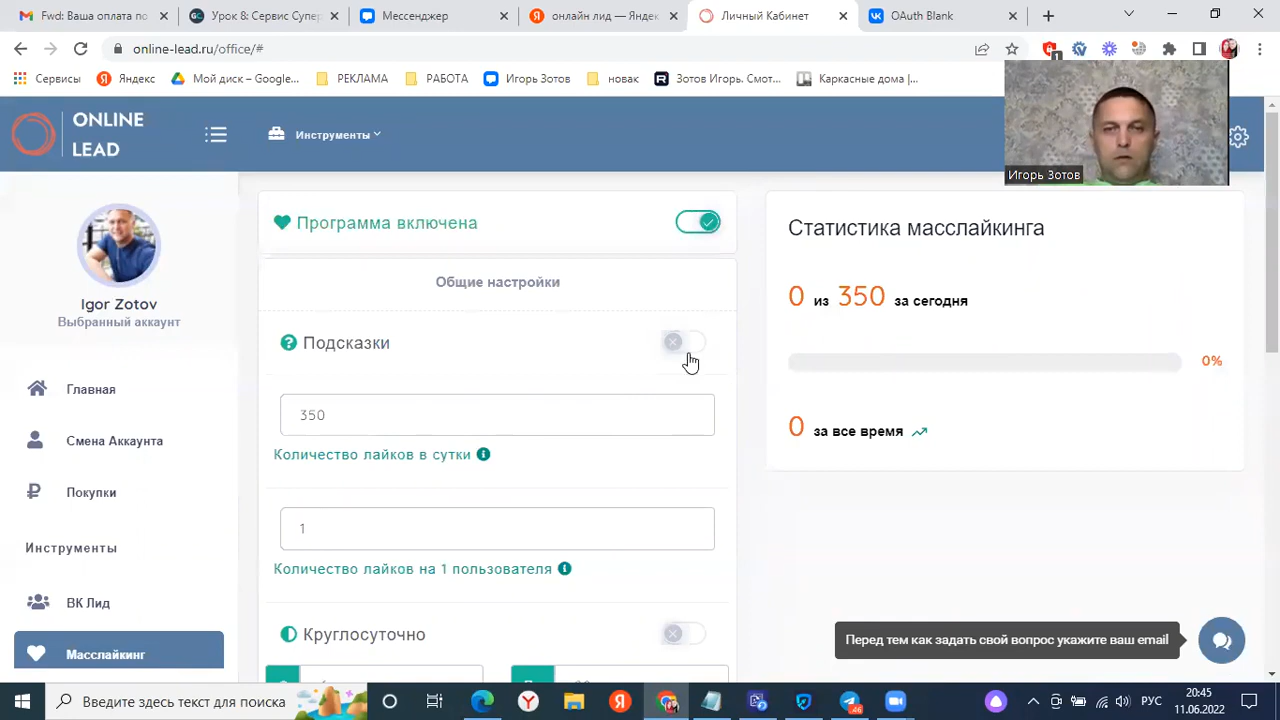 Fwd: Ваша оплата по
Урок & Сервис Супер
Мессенджер
онлайн лид — Яндек
Личный Кабинет
OAuth Blank
online-lead.ru/office/#
1
Сервисы
Яндекс
Мой диск – Google...
РЕКЛАМА
РАБОТА
Игорь Зотов
новак
Зотов Игорь. Смот...
Каркасные дома |...
ONLINE
LEAD
Инструменты
Игорь Зотов
Igor Zotov
Выбранный аккаунт
Главная
Смена Аккаунта
Покупки
Инструменты
ВК Лид
Масслайкинг
Программа включена
Общие настройки
Подсказки
350
Количество лайков в сутки
1
Количество лайков на 1 пользователя
Круглосуточно
Статистика масслайкинга
0 из 350 за сегодня
0%
0 за все время
Перед тем как задать свой вопрос укажите ваш email
Введите здесь текст для поиска
РУС
20:45
11.06.2022